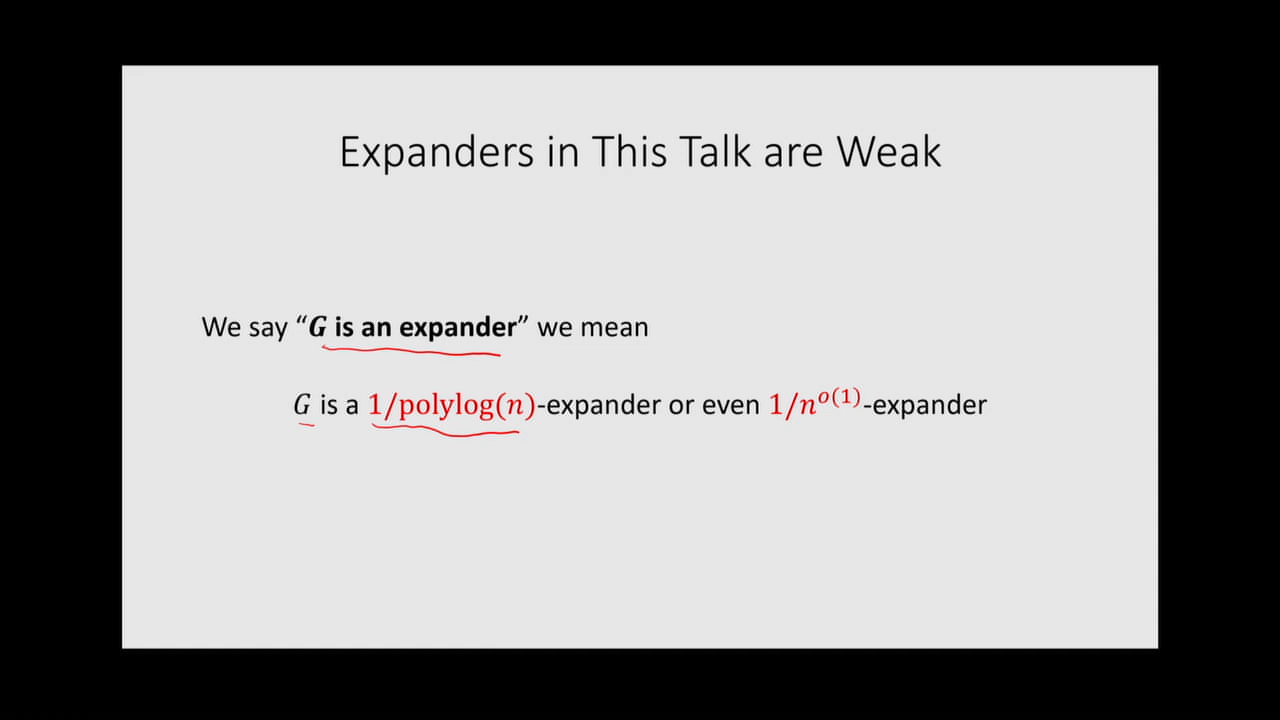 Expanders in This Talk are Weak
We say “G is an expander” we mean
G is a 1/polylog(n)-expander or even 1/n^{o(1)}-expander